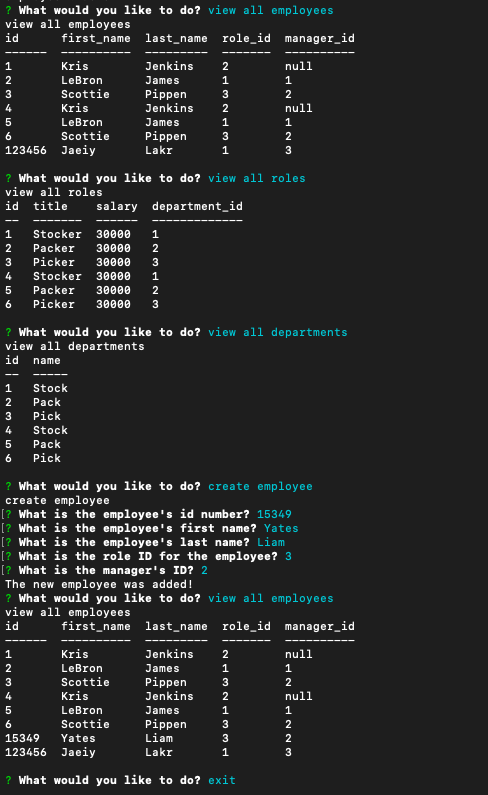 ? What would you like to do? view all employees
view all employees
id      first_name  last_name  role_id  manager_id
——————  ——————————  —————————  ———————  ——————————
1       Kris        Jenkins    2        null
2       LeBron      James      1        1
3       Scottie     Pippen     3        2
4       Kris        Jenkins    2        null
5       LeBron      James      1        1
6       Scottie     Pippen     3        2
123456  Jaeiy       Lakr       1        3
? What would you like to do? view all roles
view all roles
id  title    salary  department_id
——  ———————  ——————  —————————————
1   Stocker  30000   1
2   Packer   30000   2
3   Picker   30000   3
4   Stocker  30000   1
5   Packer   30000   2
6   Picker   30000   3
? What would you like to do? view all departments
view all departments
id  name
——  —————
1   Stock
2   Pack
3   Pick
4   Stock
5   Pack
6   Pick
? What would you like to do? create employee
create employee
[? What is the employee's id number? 15349
[? What is the employee's first name? Yates
[? What is the employee's last name? Liam
[? What is the role ID for the employee? 3
[? What is the manager's ID? 2
The new employee was added!
? What would you like to do? view all employees
view all employees
id      first_name  last_name  role_id  manager_id
——————  ——————————  —————————  ———————  ——————————
1       Kris        Jenkins    2        null
2       LeBron      James      1        1
3       Scottie     Pippen     3        2
4       Kris        Jenkins    2        null
5       LeBron      James      1        1
6       Scottie     Pippen     3        2
15349   Yates       Liam       3        2
123456  Jaeiy       Lakr       1        3
? What would you like to do? exit